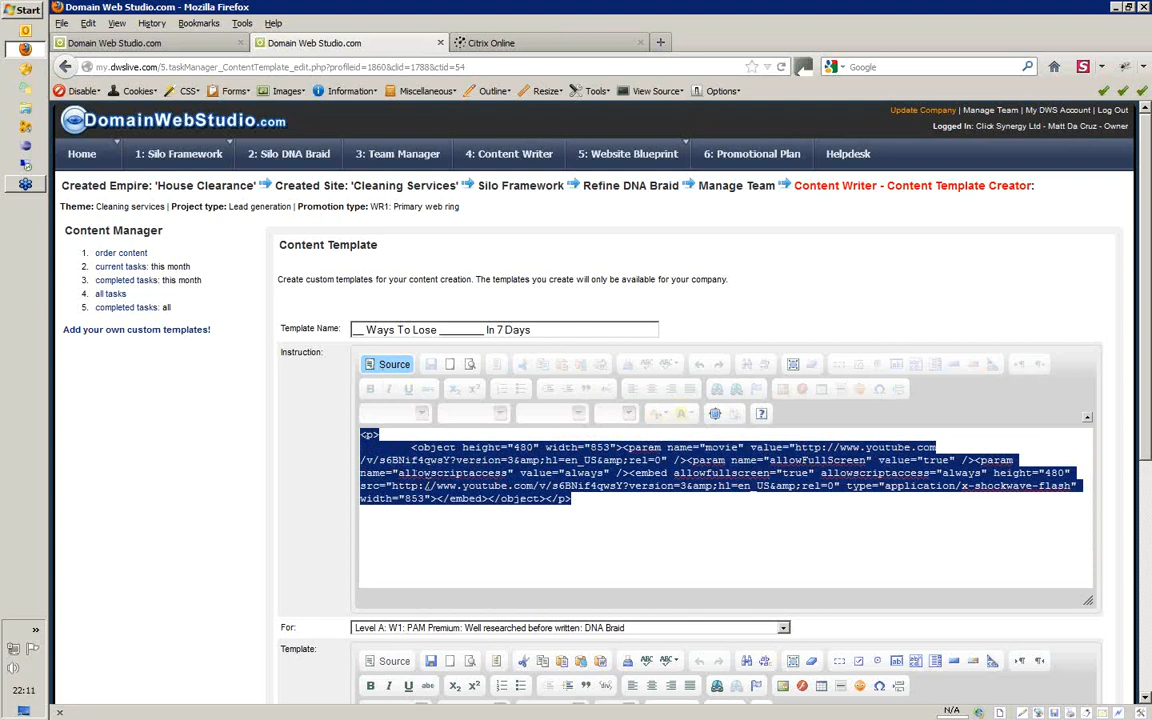 Start
Domain Web Studio.com - Mozilla Firefox
File Edit View History Bookmarks Tools Help
Domain Web Studio.com
Domain Web Studio.com
Citrix Online
my.dwslive.com/5.taskManager_ContentTemplate_edit.php?profileid=1860&clid=1788&ctid=54
Google
Disable Cookies CSS Forms Images Information Miscellaneous Outline Resize Tools View Source Options
DomainWebStudio.com
Update Company | Manage Team | My DWS Account | Log Out
Logged In: Click Synergy Ltd - Matt Da Cruz - Owner
Home 1: Silo Framework 2: Silo DNA Braid 3: Team Manager 4: Content Writer 5: Website Blueprint 6: Promotional Plan Helpdesk
Created Empire: 'House Clearance' Created Site: 'Cleaning Services' Silo Framework Refine DNA Braid Manage Team Content Writer - Content Template Creator:
Theme: Cleaning services | Project type: Lead generation | Promotion type: WR1: Primary web ring
Content Manager
1. order content
2. current tasks: this month
3. completed tasks: this month
4. all tasks
5. completed tasks: all
Add your own custom templates!
Content Template
Create custom templates for your content creation. The templates you create will only be available for your company.
Template Name: __ Ways To Lose ________ In 7 Days
Instruction:
Source
<p>
<object height="480" width="853"><param name="movie" value="http://www.youtube.com
/v/s6BNif4qwsY?version=3&amp;hl=en_US&amp;rel=0" /><param name="allowFullScreen" value="true" /><param
name="allowscriptaccess" value="always" /><embed allowfullscreen="true" allowscriptaccess="always" height="480"
src="http://www.youtube.com/v/s6BNif4qwsY?version=3&amp;hl=en_US&amp;rel=0" type="application/x-shockwave-flash"
width="853"></embed></object></p>
For: Level A: W1: PAM Premium: Well researched before written: DNA Braid
Template:
Source
22:11
N/A